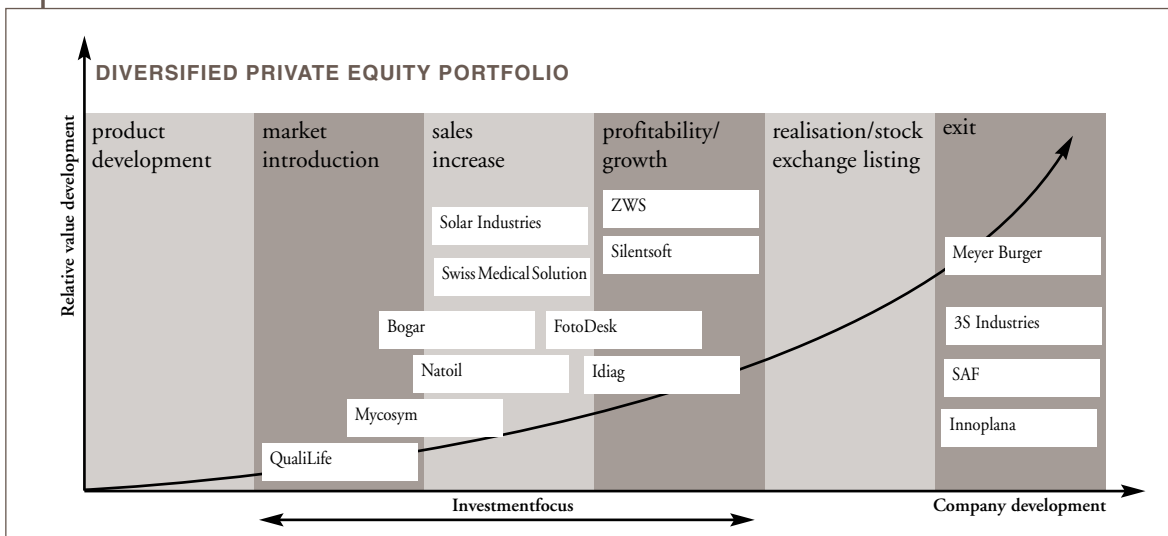 DIVERSIFIED PRIVATE EQUITY PORTFOLIO
Relative value development
product
development
market
introduction
sales
increase
profitability/
growth
realisation/stock
exchange listing
exit
ZWS
Solar Industries
Silentsoft
Meyer Burger
Swiss Medical Solution
Bogar
FotoDesk
3S Industries
Natoil
Idiag
SAF
Mycosym
Innoplana
QualiLife
Investmentfocus
Company development